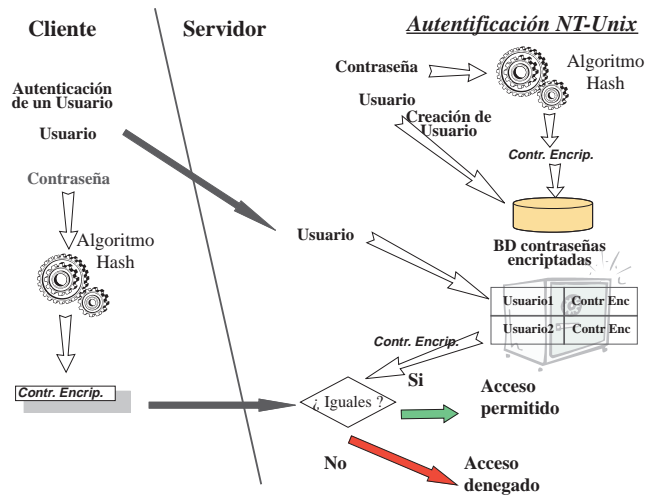 Cliente
Servidor
Autentificación NT-Unix
Contraseña
Algoritmo
Hash
Autenticación
de un Usuario
Usuario
Usuario
Creación de
Usuario
Contr. Encrip.
Contraseña
Algoritmo
Hash
Usuario
BD contraseñas
encriptadas
Usuario1
Contr Enc
Usuario2
Contr Enc
Contr. Encrip.
Contr. Encrip.
¿ Iguales ?
Si
Acceso
permitido
No
Acceso
denegado